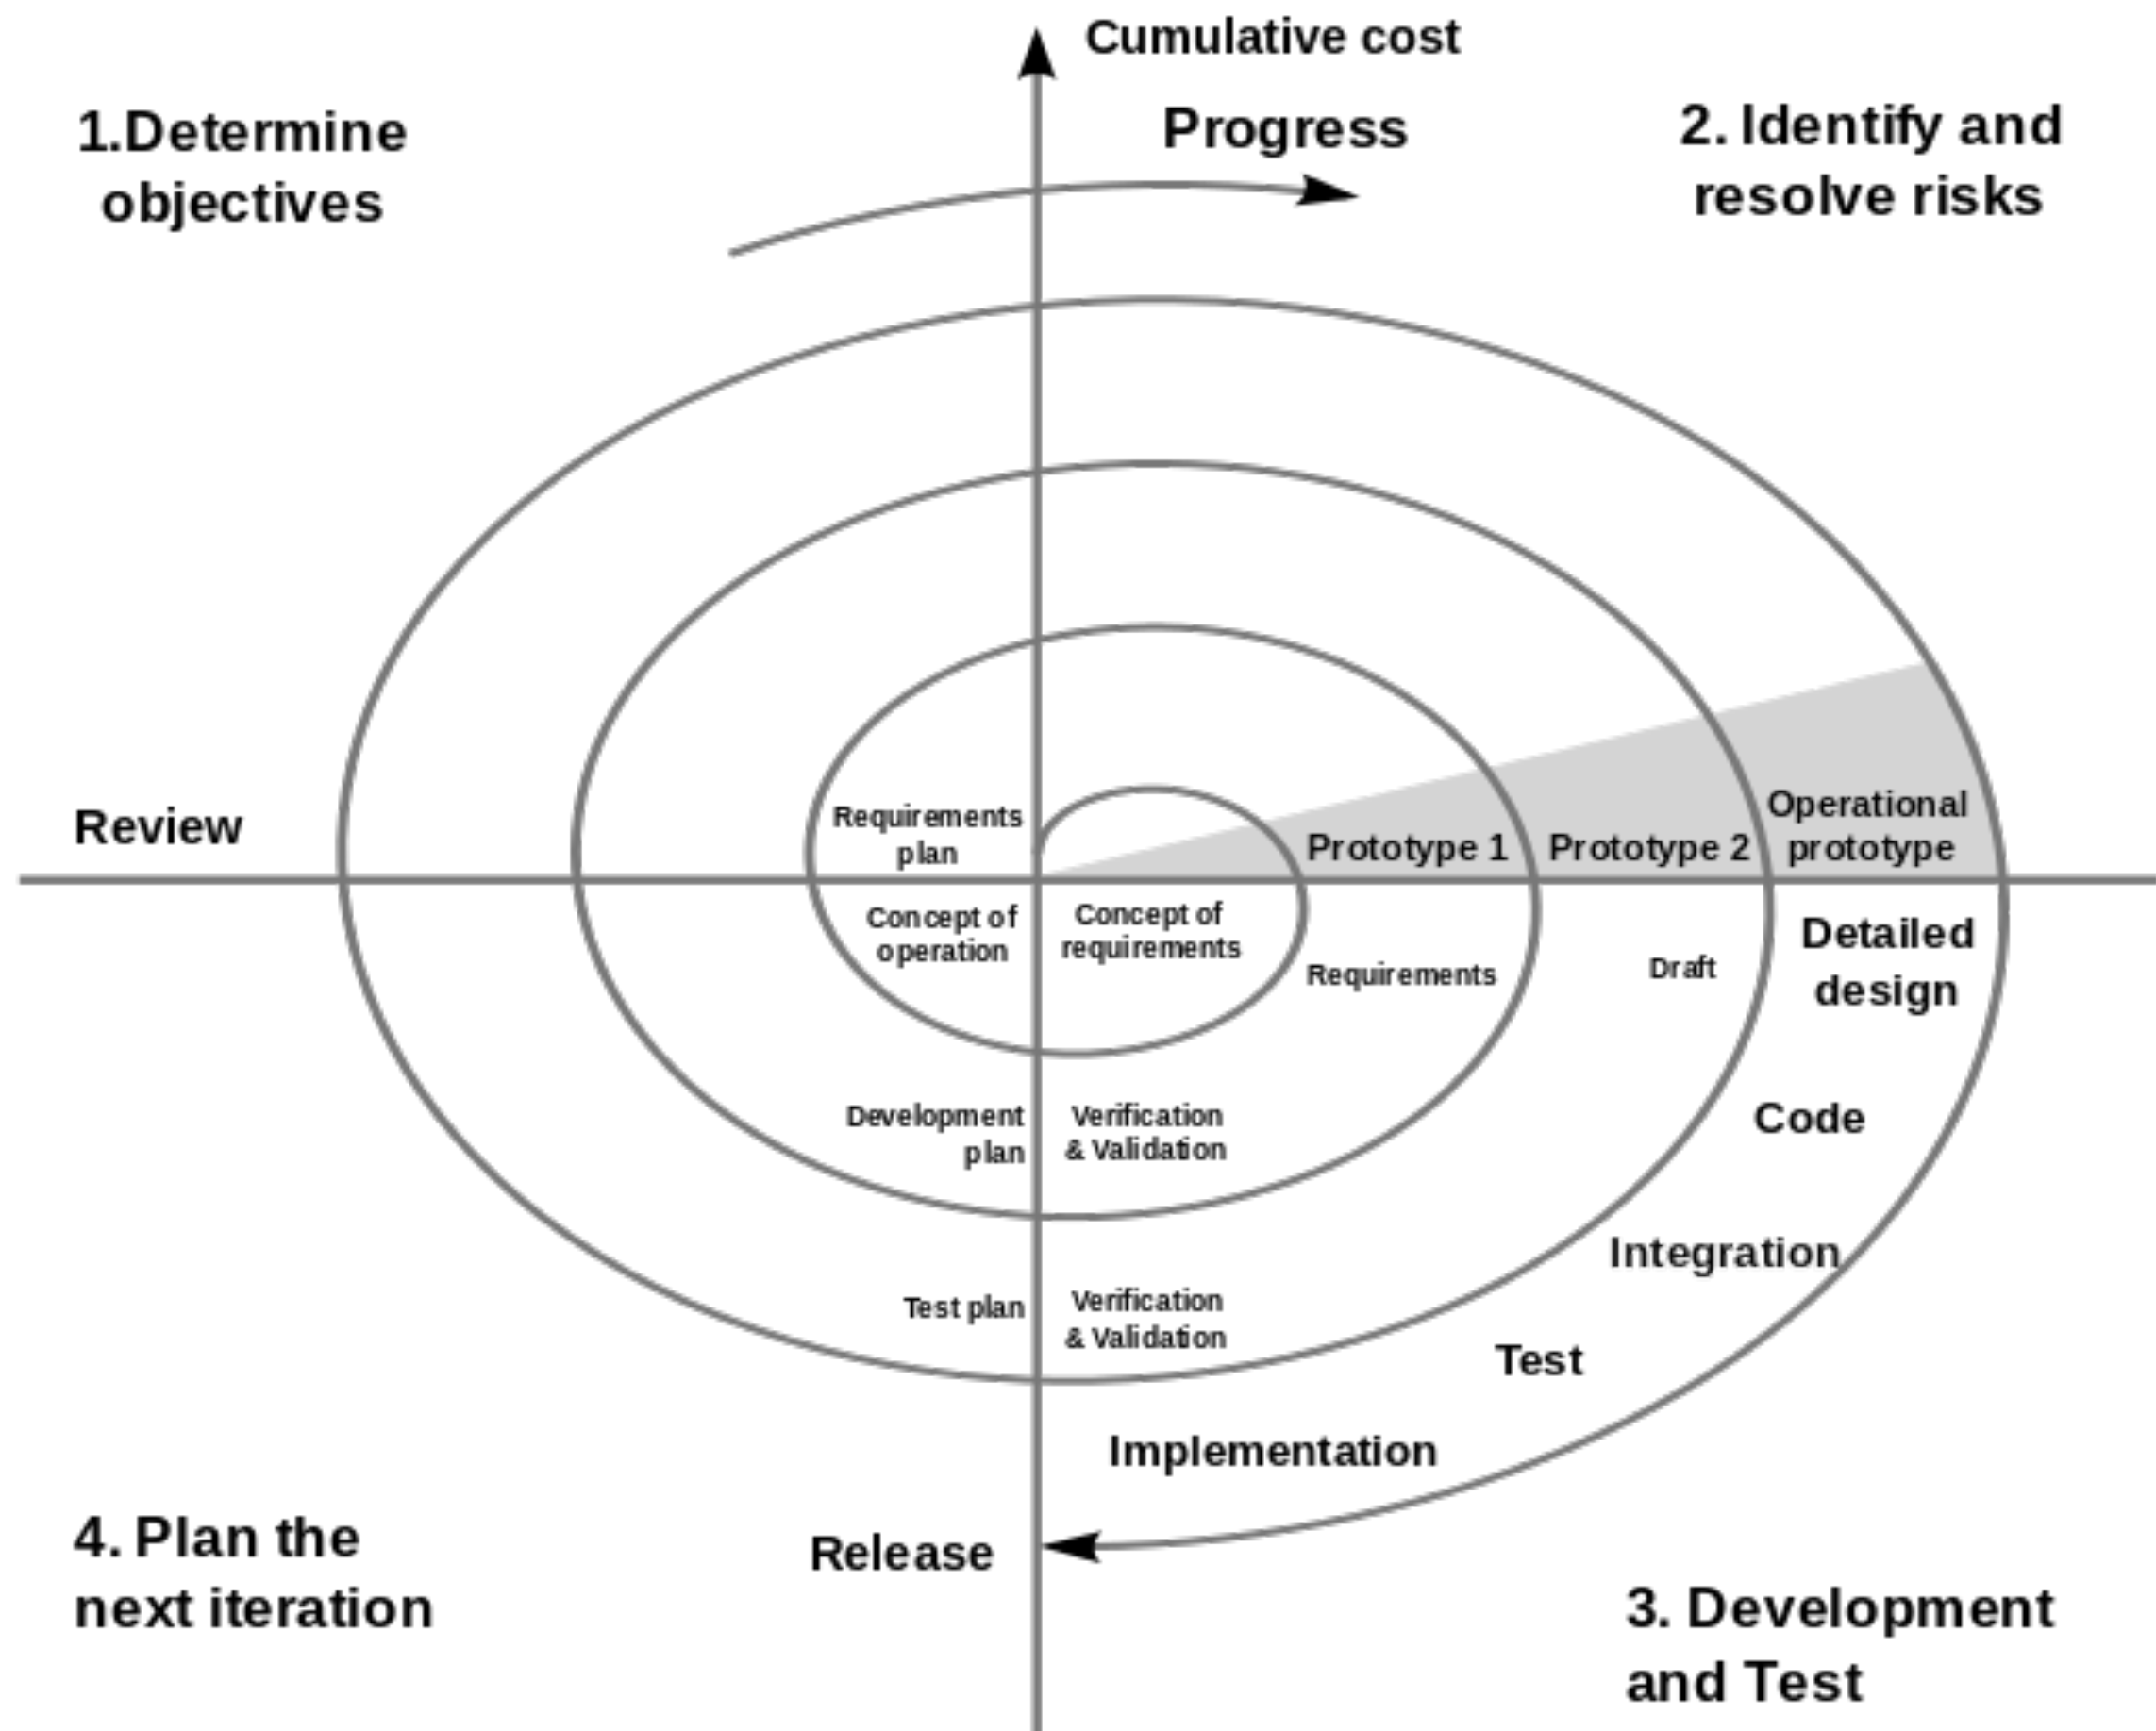 Cumulative cost
Progress
1.Determine
objectives
2. Identify and
resolve risks
Review
Requirements
plan
Prototype 1
Prototype 2
Operational
prototype
Concept of
operation
Concept of
requirements
Requirements
Draft
Detailed
design
Development
plan
Verification
& Validation
Code
Integration
Test plan
Verification
& Validation
Test
Implementation
Release
4. Plan the
next iteration
3. Development
and Test